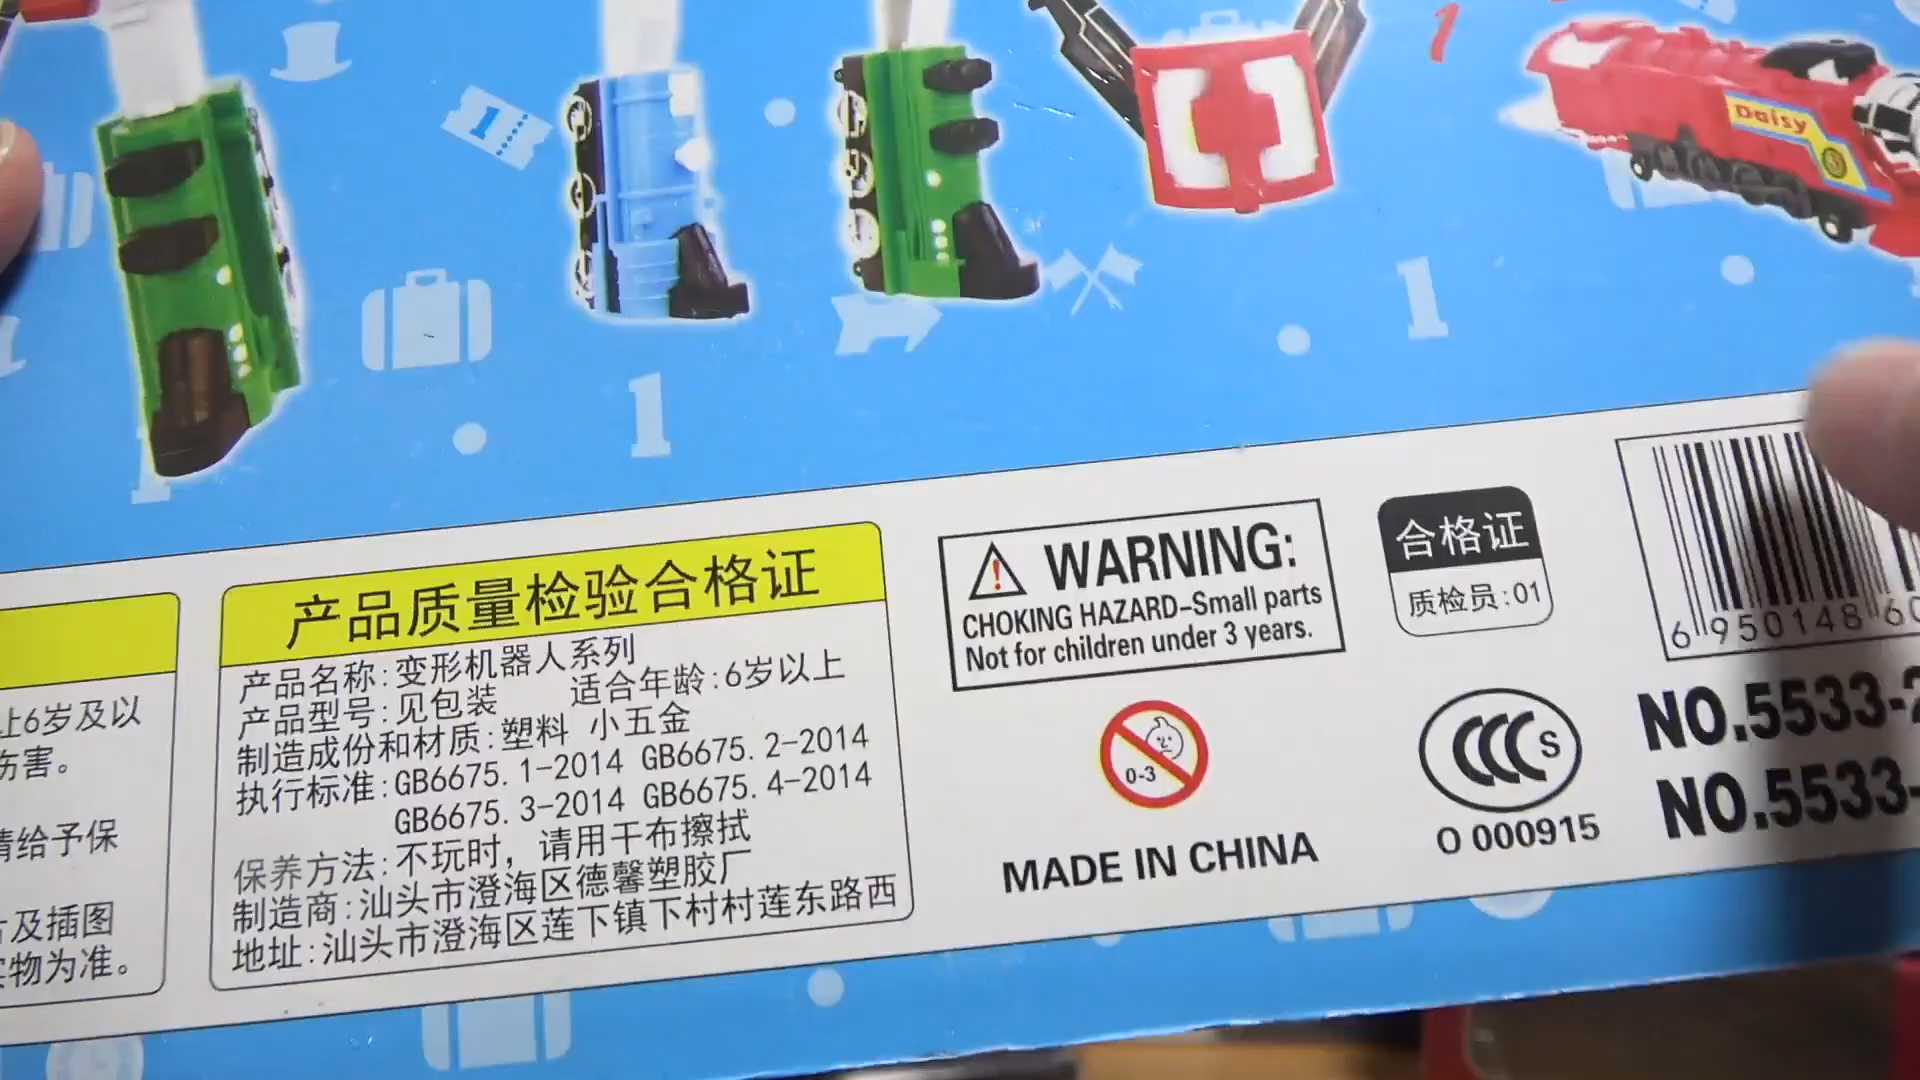 1
1
Daisy
1
1
产品质量检验合格证
产品名称:变形机器人系列
产品型号:见包装 适合年龄:6岁以上
制造成份和材质:塑料 小五金
执行标准:GB6675.1-2014 GB6675.2-2014
GB6675.3-2014 GB6675.4-2014
保养方法:不玩时，请用干布擦拭
制造商:汕头市澄海区德馨塑胶厂
地址:汕头市澄海区莲下镇下村村莲东路西
6岁及以
伤害。
请给予保
及插图
物为准。
WARNING:
CHOKING HAZARD-Small parts
Not for children under 3 years.
0-3
MADE IN CHINA
合格证
质检员:01
CCC S
0 000915
6 950148 60
NO.5533-2
NO.5533-